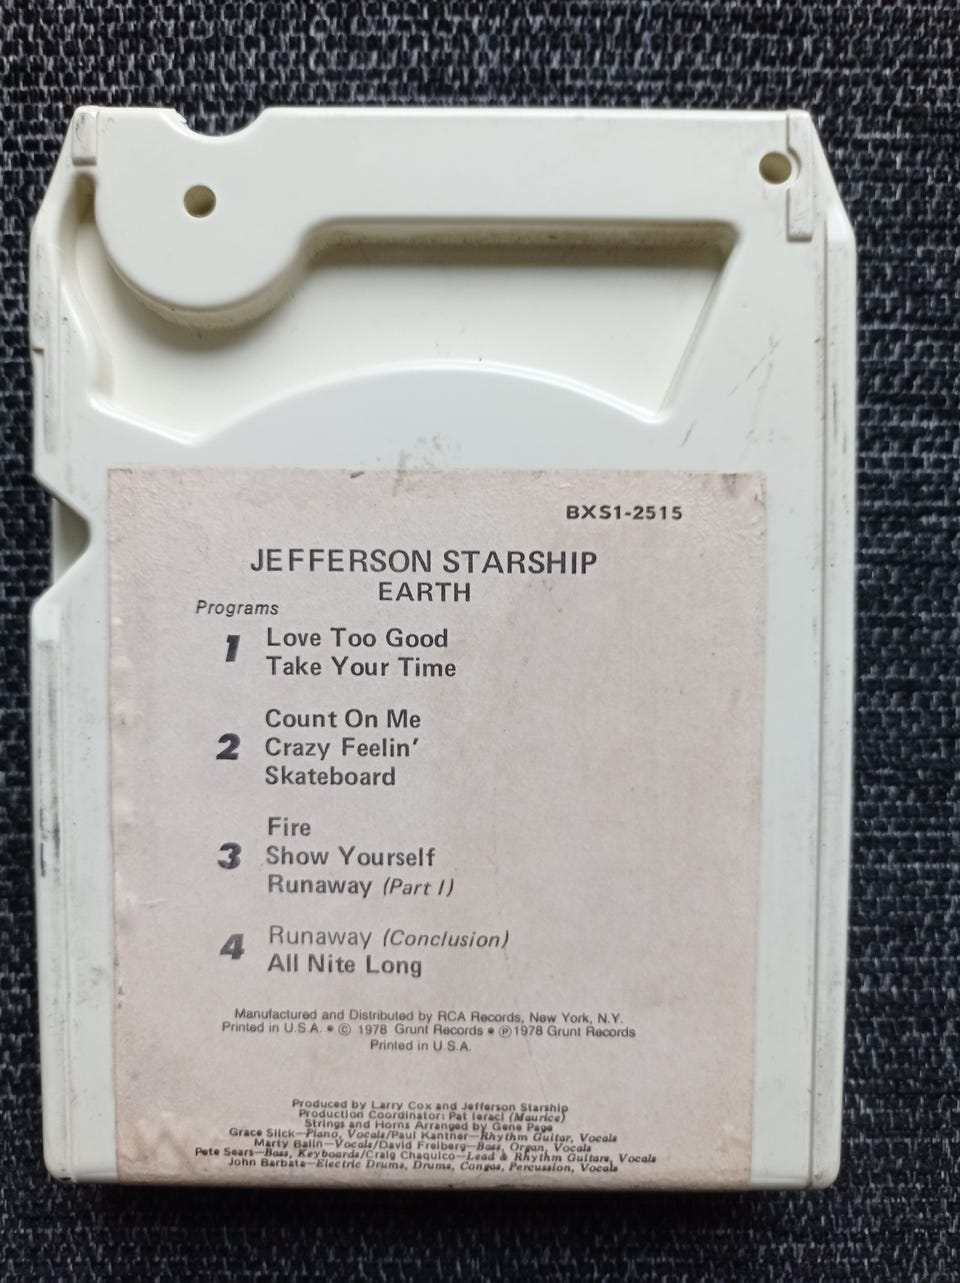 BXS1-2515
JEFFERSON STARSHIP
EARTH
Programs
1 Love Too Good
Take Your Time
Count On Me
2 Crazy Feelin'
Skateboard
Fire
3 Show Yourself
Runaway (Part I)
4 Runaway (Conclusion)
All Nite Long
Manufactured and Distributed by RCA Records, New York, N.Y.
Printed in U.S.A. • © 1978 Grunt Records • ℗ 1978 Grunt Records
Printed in U.S.A.
Produced by Larry Cox and Jefferson Starship
Production Coordinator: Pat Ieraci (Maurice)
Strings and Horns Arranged by Gene Page
Grace Slick—Piano, Vocals/Paul Kantner—Rhythm Guitar, Vocals
Marty Balin—Vocals/David Freiberg—Bass, Organ, Vocals
Pete Sears—Bass, Keyboards/Craig Chaquico—Lead & Rhythm Guitars, Vocals
John Barbata—Electric Drums, Drums, Congas, Percussion, Vocals